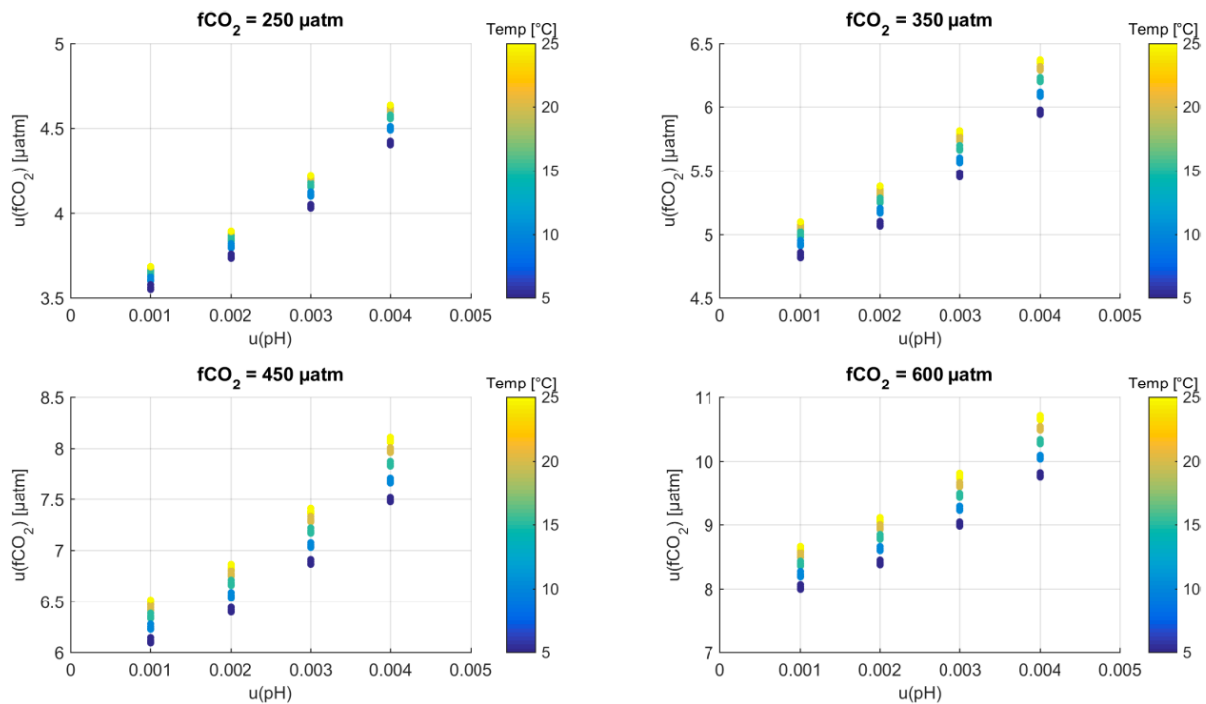 fCO2 = 250 µatm
Temp [°C]
u(fCO2) [µatm]
5
4.5
4
3.5
0 0.001 0.002 0.003 0.004 0.005
u(pH)
25
20
15
10
5
fCO2 = 350 µatm
Temp [°C]
u(fCO2) [µatm]
6.5
6
5.5
5
4.5
0 0.001 0.002 0.003 0.004 0.005
u(pH)
25
20
15
10
5
fCO2 = 450 µatm
Temp [°C]
u(fCO2) [µatm]
8.5
8
7.5
7
6.5
6
0 0.001 0.002 0.003 0.004 0.005
u(pH)
25
20
15
10
5
fCO2 = 600 µatm
Temp [°C]
u(fCO2) [µatm]
11
10
9
8
7
0 0.001 0.002 0.003 0.004 0.005
u(pH)
25
20
15
10
5